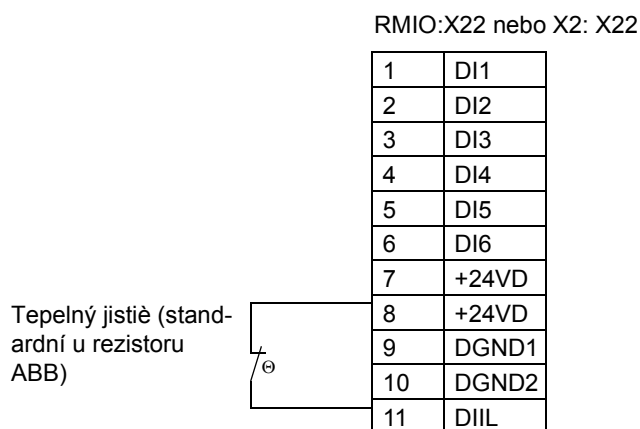 RMIO:X22 nebo X2: X22
1 DI1
2 DI2
3 DI3
4 DI4
5 DI5
6 DI6
7 +24VD
8 +24VD
9 DGND1
10 DGND2
11 DIIL
Tepelný jistiè (stand-
ardní u rezistoru
ABB)
Θ